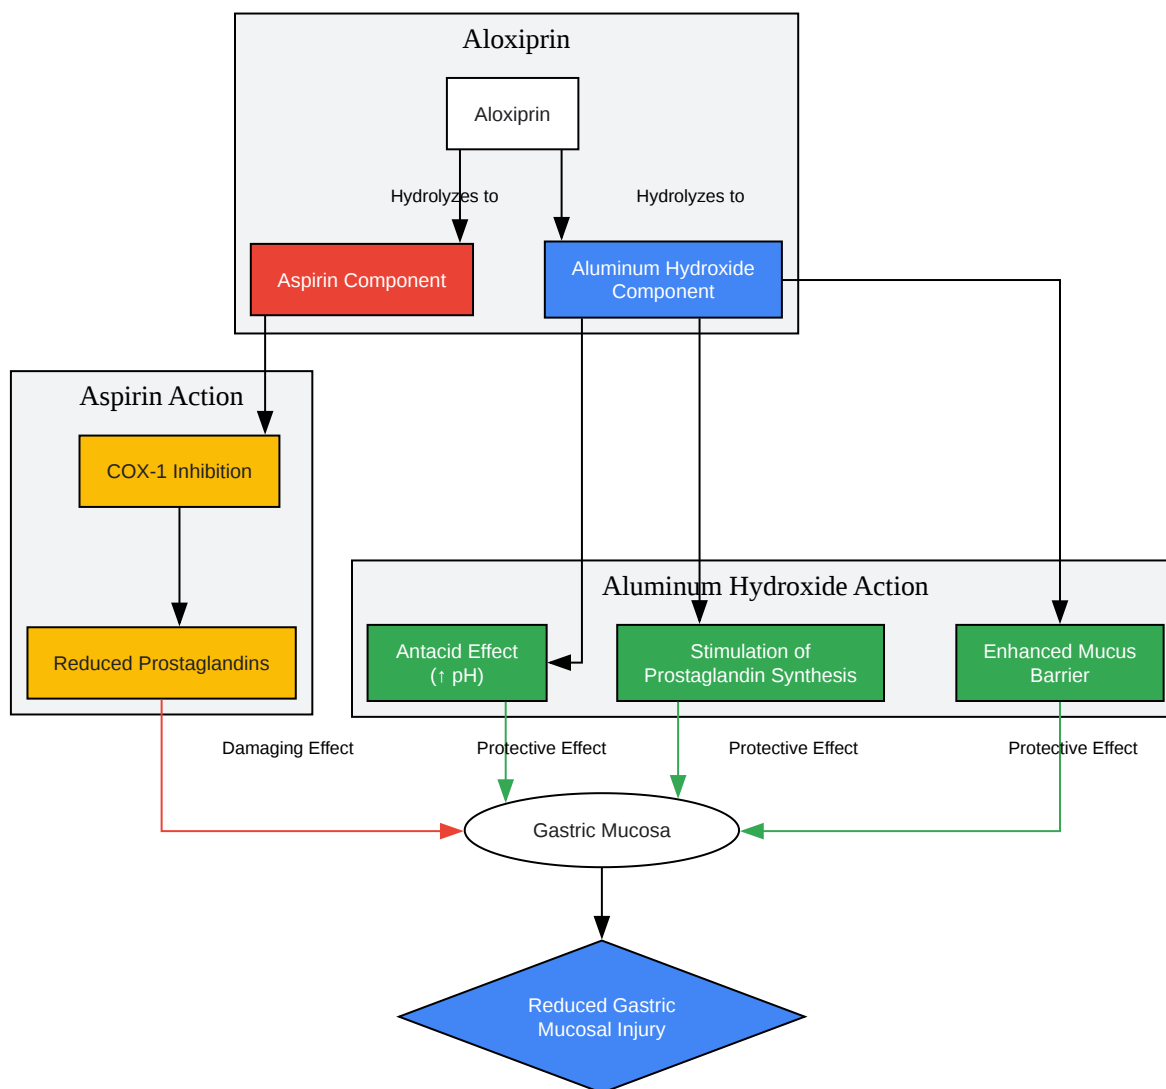 Aloxiprin
Aloxiprin
Hydrolyzes to
Hydrolyzes to
Aspirin Component
Aluminum Hydroxide
Component
Aspirin Action
COX-1 Inhibition
Reduced Prostaglandins
Aluminum Hydroxide Action
Antacid Effect
(↑ pH)
Stimulation of
Prostaglandin Synthesis
Enhanced Mucus
Barrier
Damaging Effect
Protective Effect
Protective Effect
Protective Effect
Gastric Mucosa
Reduced Gastric
Mucosal Injury